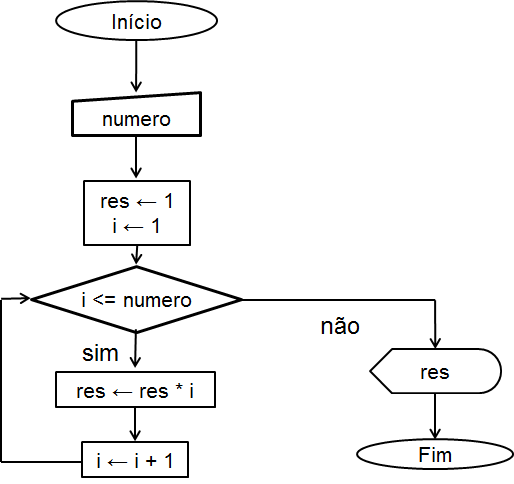 Início
numero
res ← 1
i ← 1
i <= numero
não
sim
res
res ← res * i
Fim
i ← i + 1